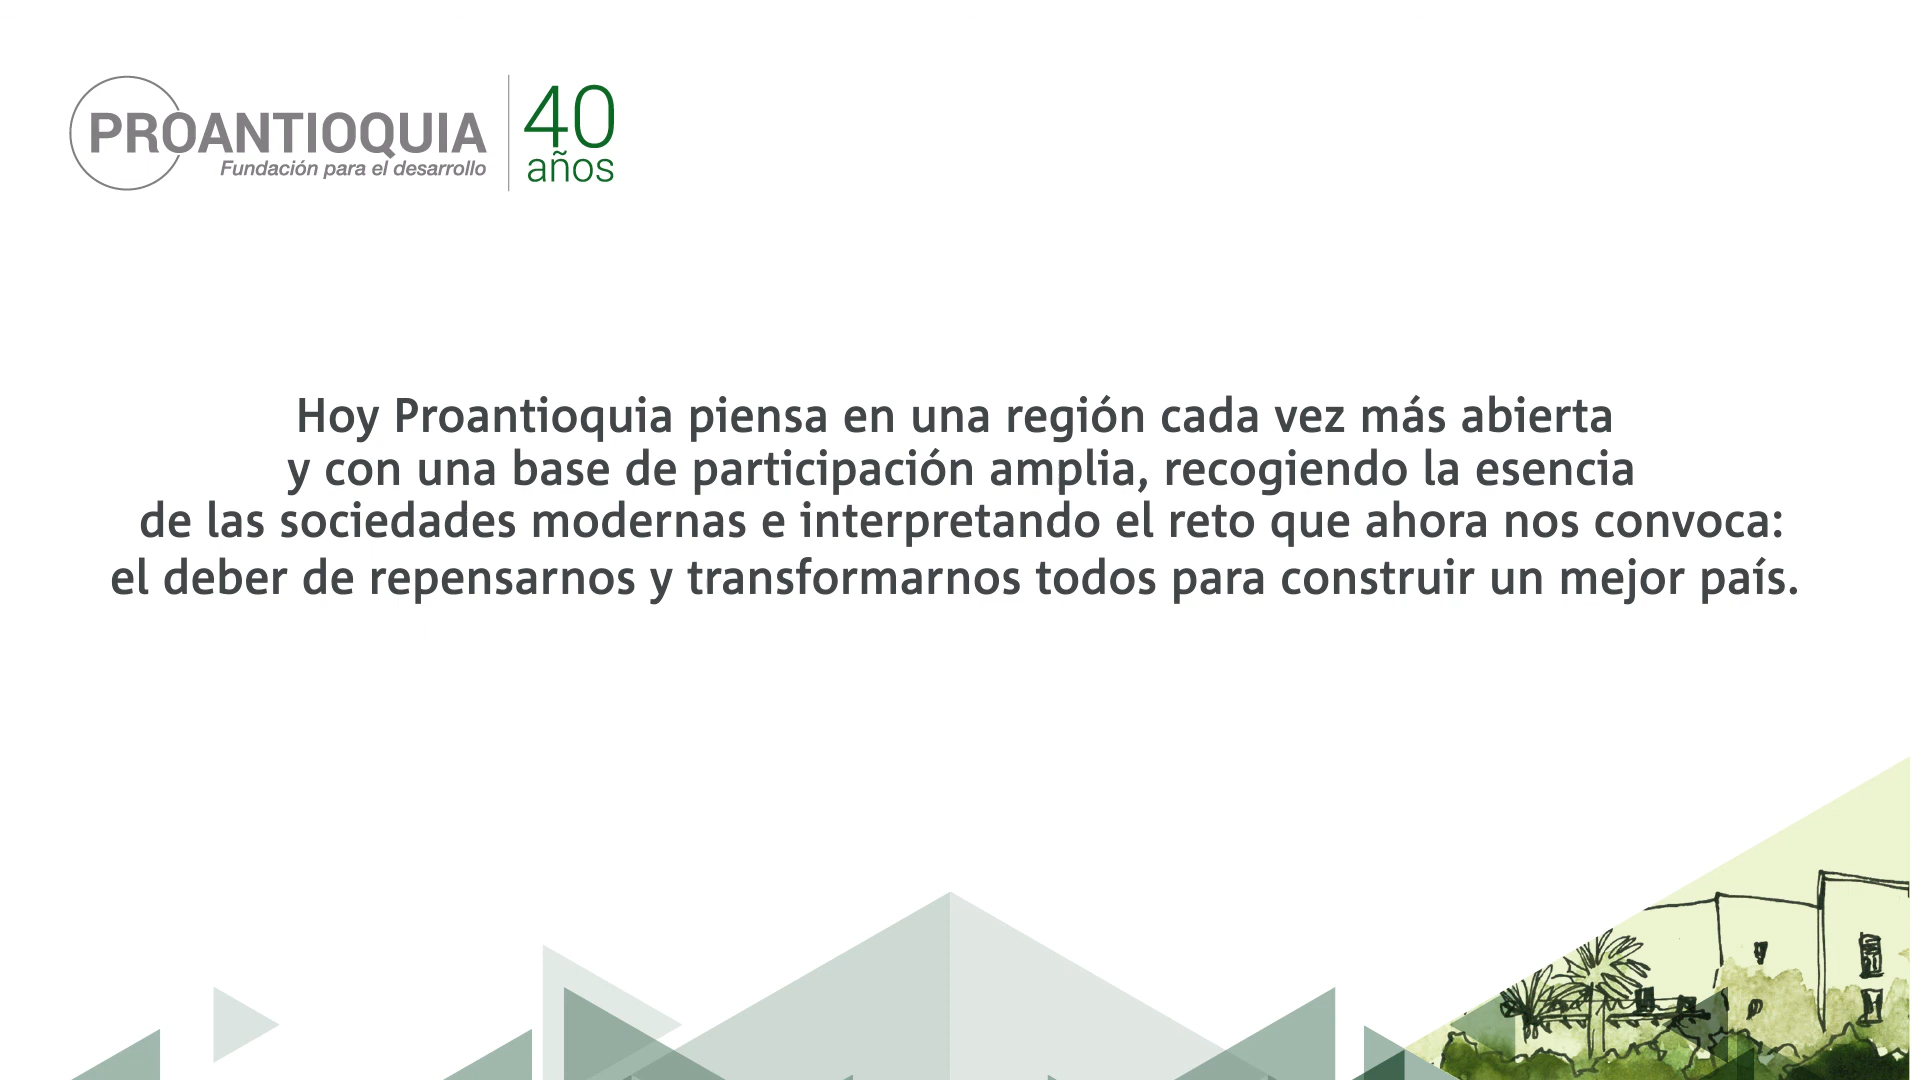 PROANTIOQUIA
Fundación para el desarrollo
40
años
Hoy Proantioquia piensa en una región cada vez más abierta
y con una base de participación amplia, recogiendo la esencia
de las sociedades modernas e interpretando el reto que ahora nos convoca:
el deber de repensarnos y transformarnos todos para construir un mejor país.